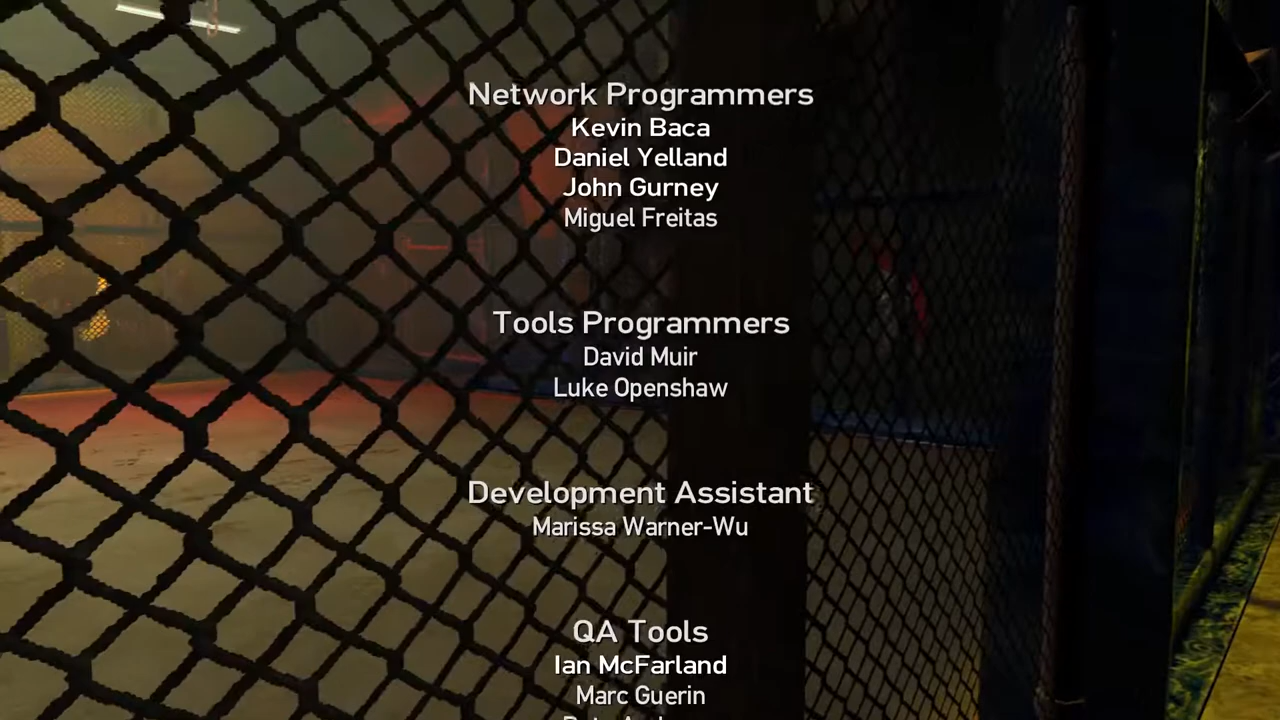 Network Programmers
Kevin Baca
Daniel Yelland
John Gurney
Miguel Freitas
Tools Programmers
David Muir
Luke Openshaw
Development Assistant
Marissa Warner-Wu
QA Tools
Ian McFarland
Marc Guerin